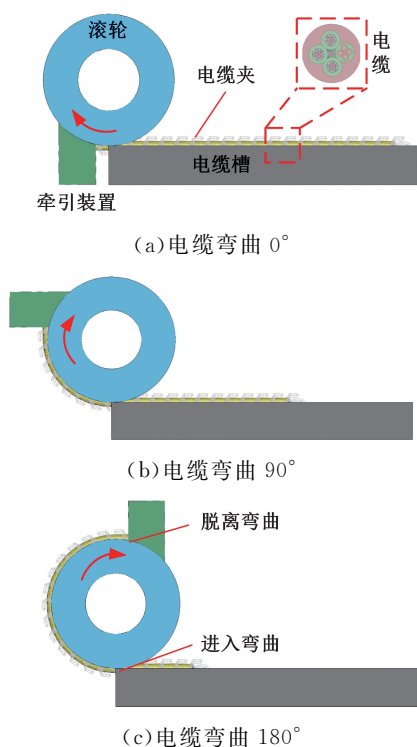 滚轮
电缆
电缆夹
电缆槽
牵引装置
(a)电缆弯曲 0°
(b)电缆弯曲 90°
脱离弯曲
进入弯曲
(c)电缆弯曲 180°